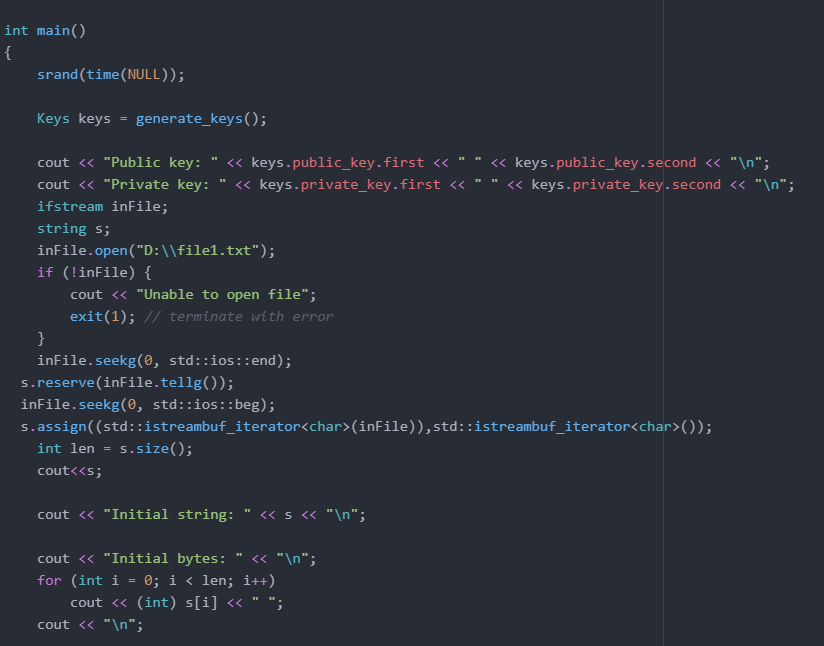 int main()
{
    srand(time(NULL));

    Keys keys = generate_keys();

    cout << "Public key: " << keys.public_key.first << " " << keys.public_key.second << "\n";
    cout << "Private key: " << keys.private_key.first << " " << keys.private_key.second << "\n";
    ifstream inFile;
    string s;
    inFile.open("D:\\file1.txt");
    if (!inFile) {
        cout << "Unable to open file";
        exit(1); // terminate with error
    }
    inFile.seekg(0, std::ios::end);
  s.reserve(inFile.tellg());
  inFile.seekg(0, std::ios::beg);
  s.assign((std::istreambuf_iterator<char>(inFile)),std::istreambuf_iterator<char>());
    int len = s.size();
    cout<<s;

    cout << "Initial string: " << s << "\n";

    cout << "Initial bytes: " << "\n";
    for (int i = 0; i < len; i++)
        cout << (int) s[i] << " ";
    cout << "\n";